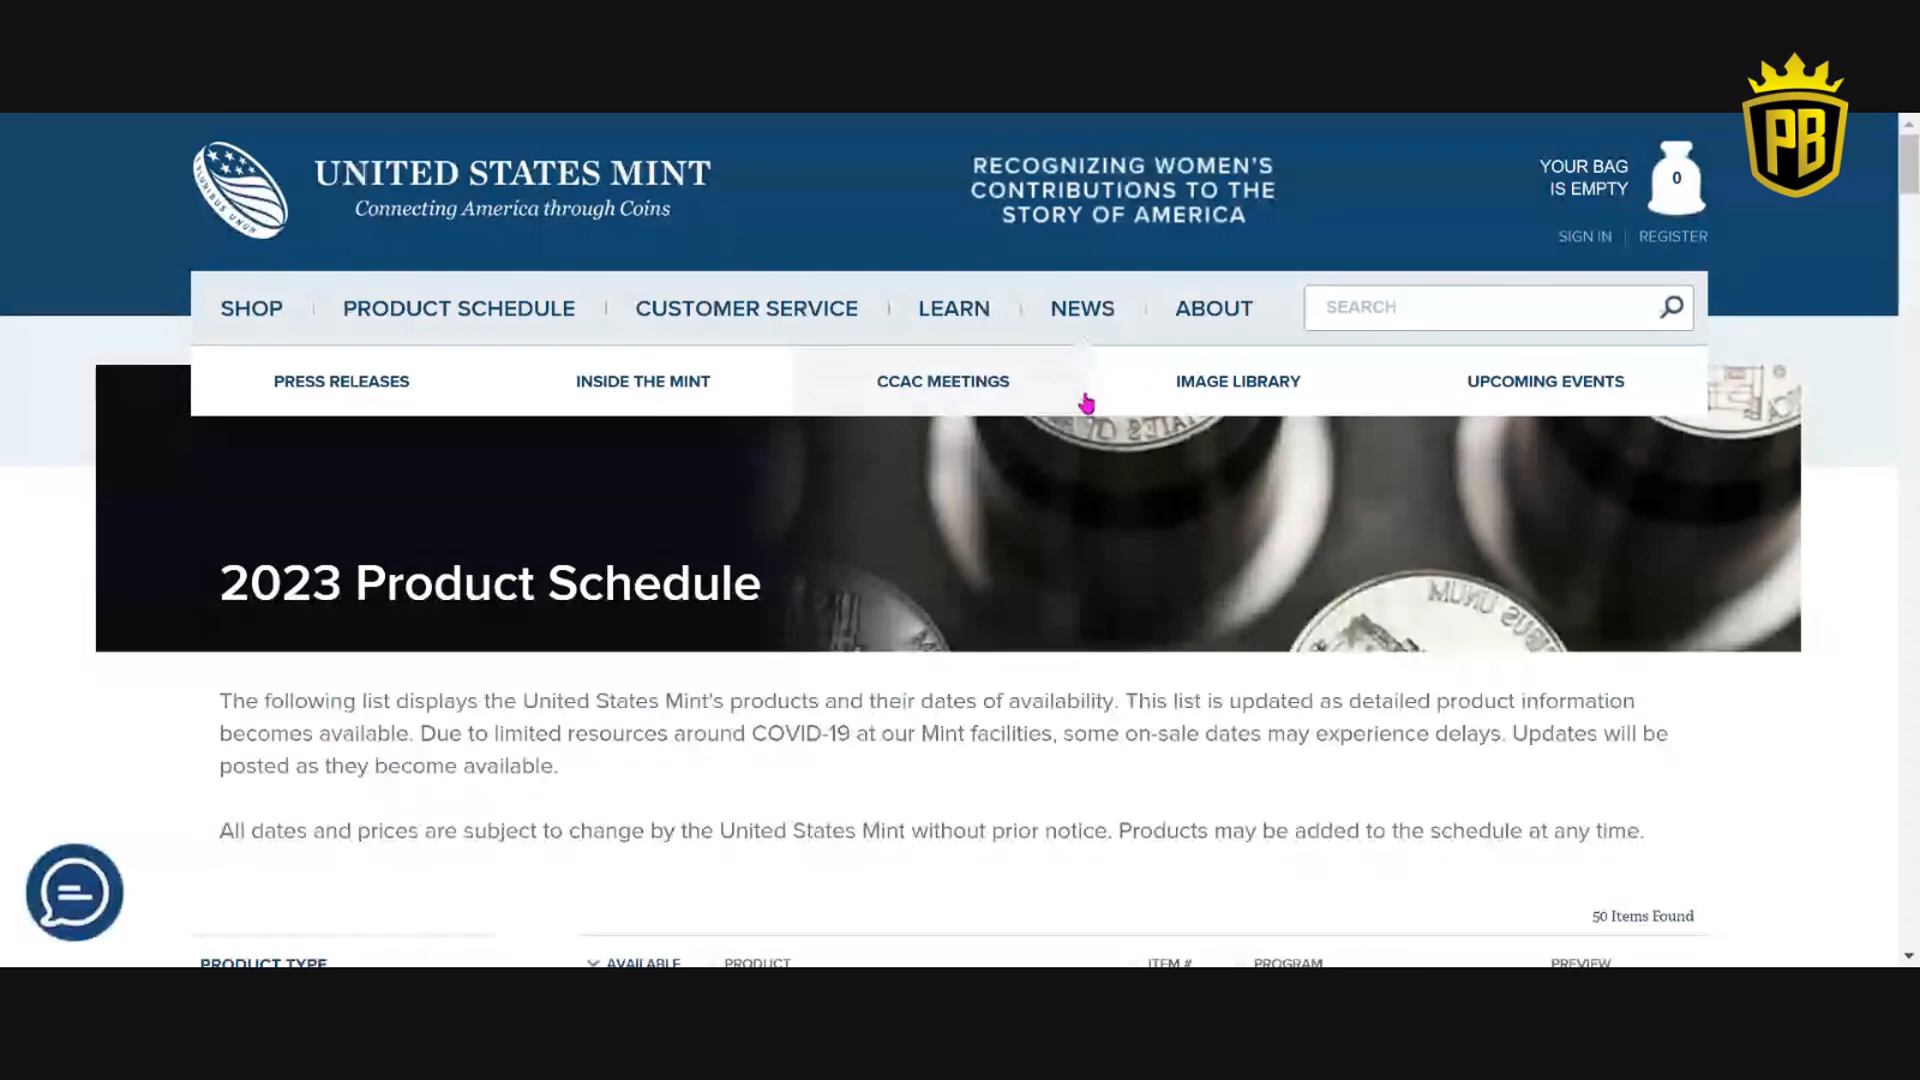 PB
UNITED STATES MINT
Connecting America through Coins
RECOGNIZING WOMEN'S
CONTRIBUTIONS TO THE
STORY OF AMERICA
YOUR BAG
IS EMPTY
0
SIGN IN | REGISTER
SHOP
PRODUCT SCHEDULE
CUSTOMER SERVICE
LEARN
NEWS
ABOUT
SEARCH
PRESS RELEASES
INSIDE THE MINT
CCAC MEETINGS
IMAGE LIBRARY
UPCOMING EVENTS
2023 Product Schedule
The following list displays the United States Mint's products and their dates of availability. This list is updated as detailed product information
becomes available. Due to limited resources around COVID-19 at our Mint facilities, some on-sale dates may experience delays. Updates will be
posted as they become available.
All dates and prices are subject to change by the United States Mint without prior notice. Products may be added to the schedule at any time.
50 Items Found
PRODUCT TYPE
AVAILABLE
PRODUCT
ITEM #
PROGRAM
PREVIEW